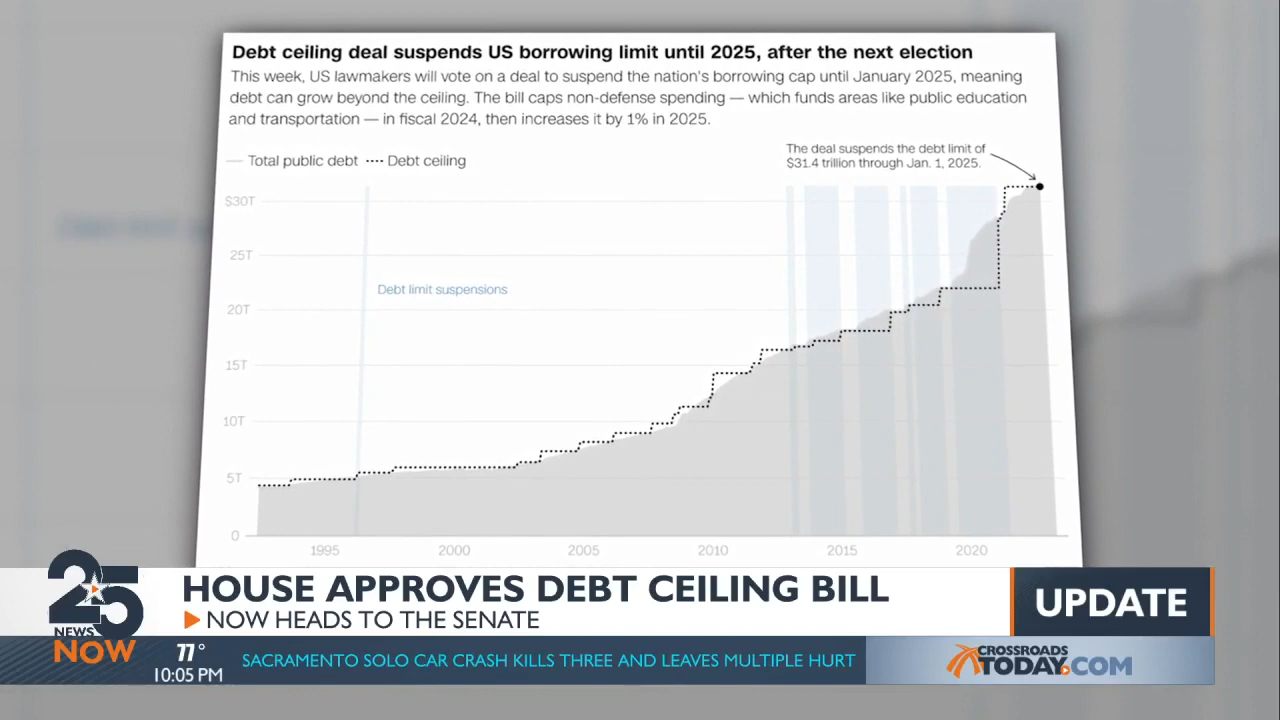 Debt ceiling deal suspends US borrowing limit until 2025, after the next election
This week, US lawmakers will vote on a deal to suspend the nation's borrowing cap until January 2025, meaning
debt can grow beyond the ceiling. The bill caps non-defense spending — which funds areas like public education
and transportation — in fiscal 2024, then increases it by 1% in 2025.
Total public debt
Debt ceiling
The deal suspends the debt limit of
$31.4 trillion through Jan. 1, 2025.
$30T
25T
Debt limit suspensions
20T
15T
10T
5T
0
1995
2000
2005
2010
2015
2020
25
NEWS
NOW
HOUSE APPROVES DEBT CEILING BILL
NOW HEADS TO THE SENATE
UPDATE
77°
10:05 PM
SACRAMENTO SOLO CAR CRASH KILLS THREE AND LEAVES MULTIPLE HURT
CROSSROADS
TODAY.COM